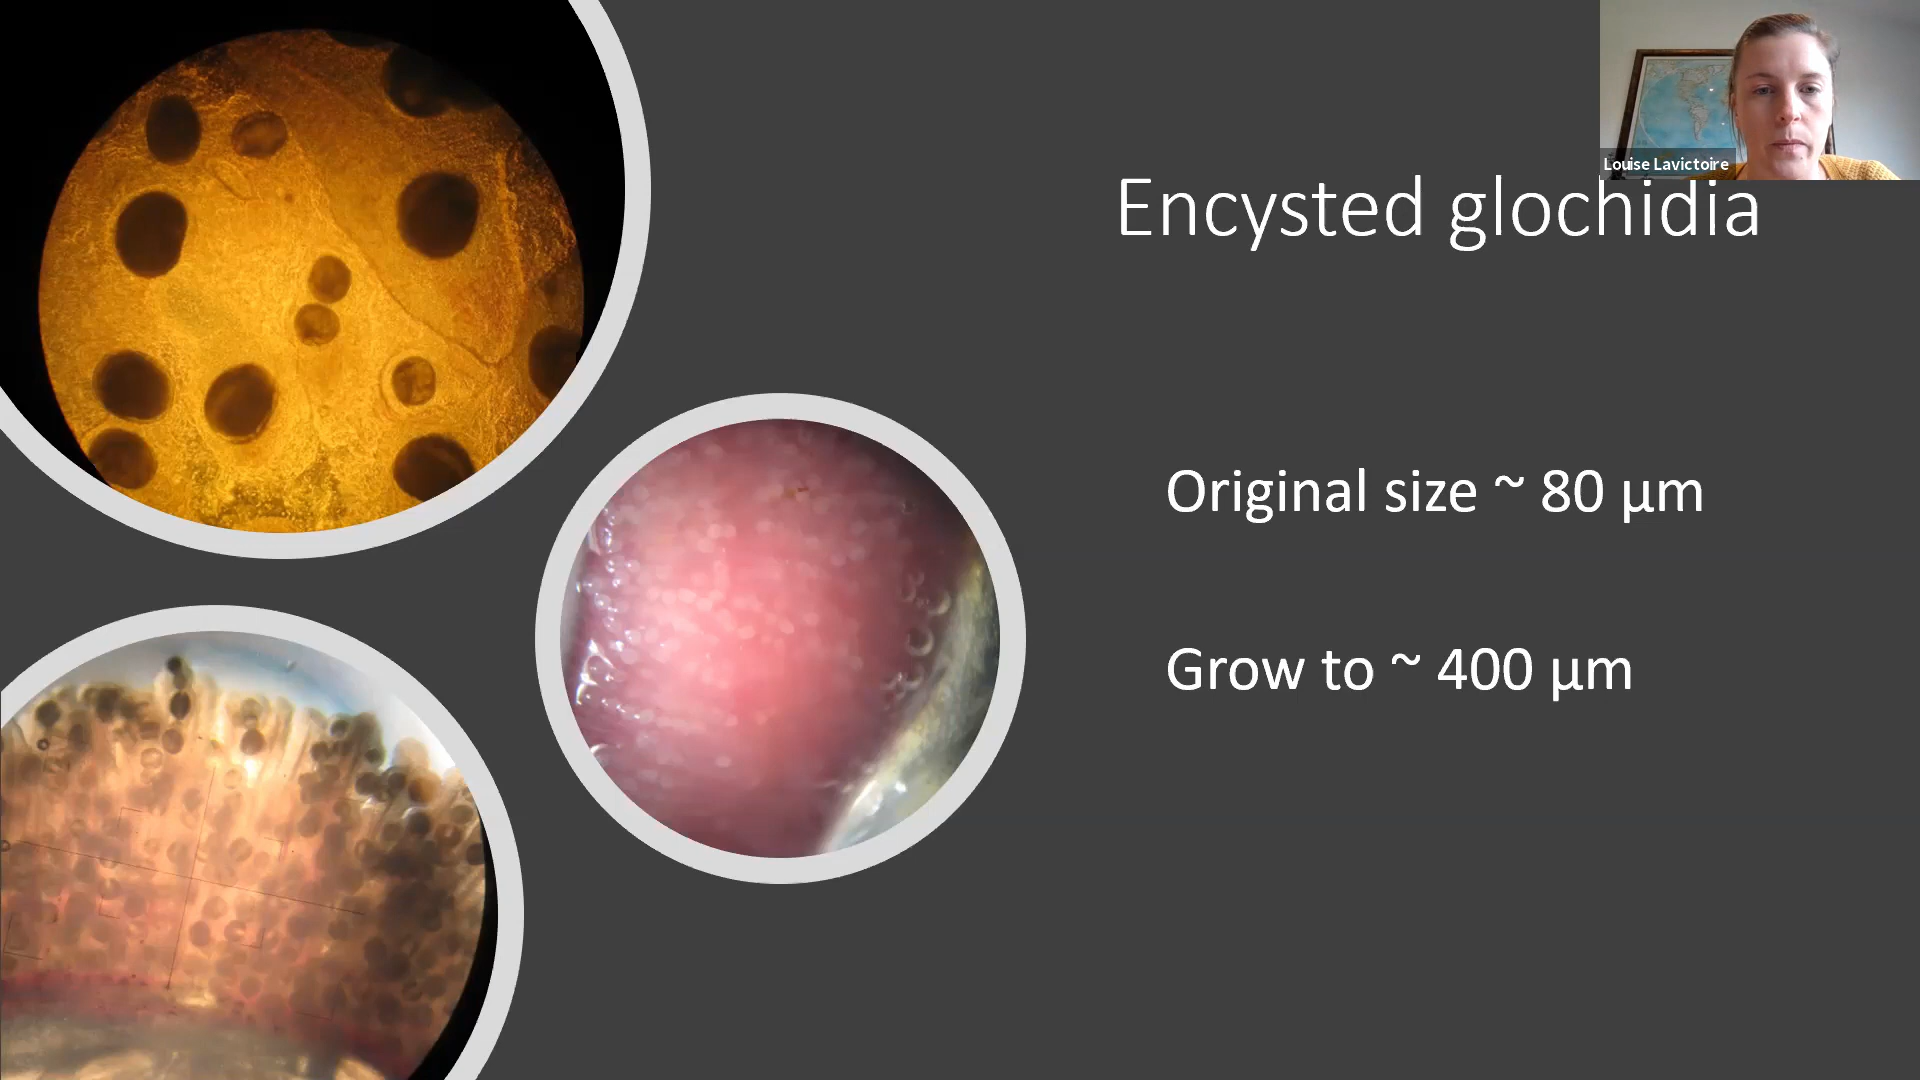 Louise Lavictoire
Encysted glochidia
Original size ~ 80 µm
Grow to ~ 400 µm